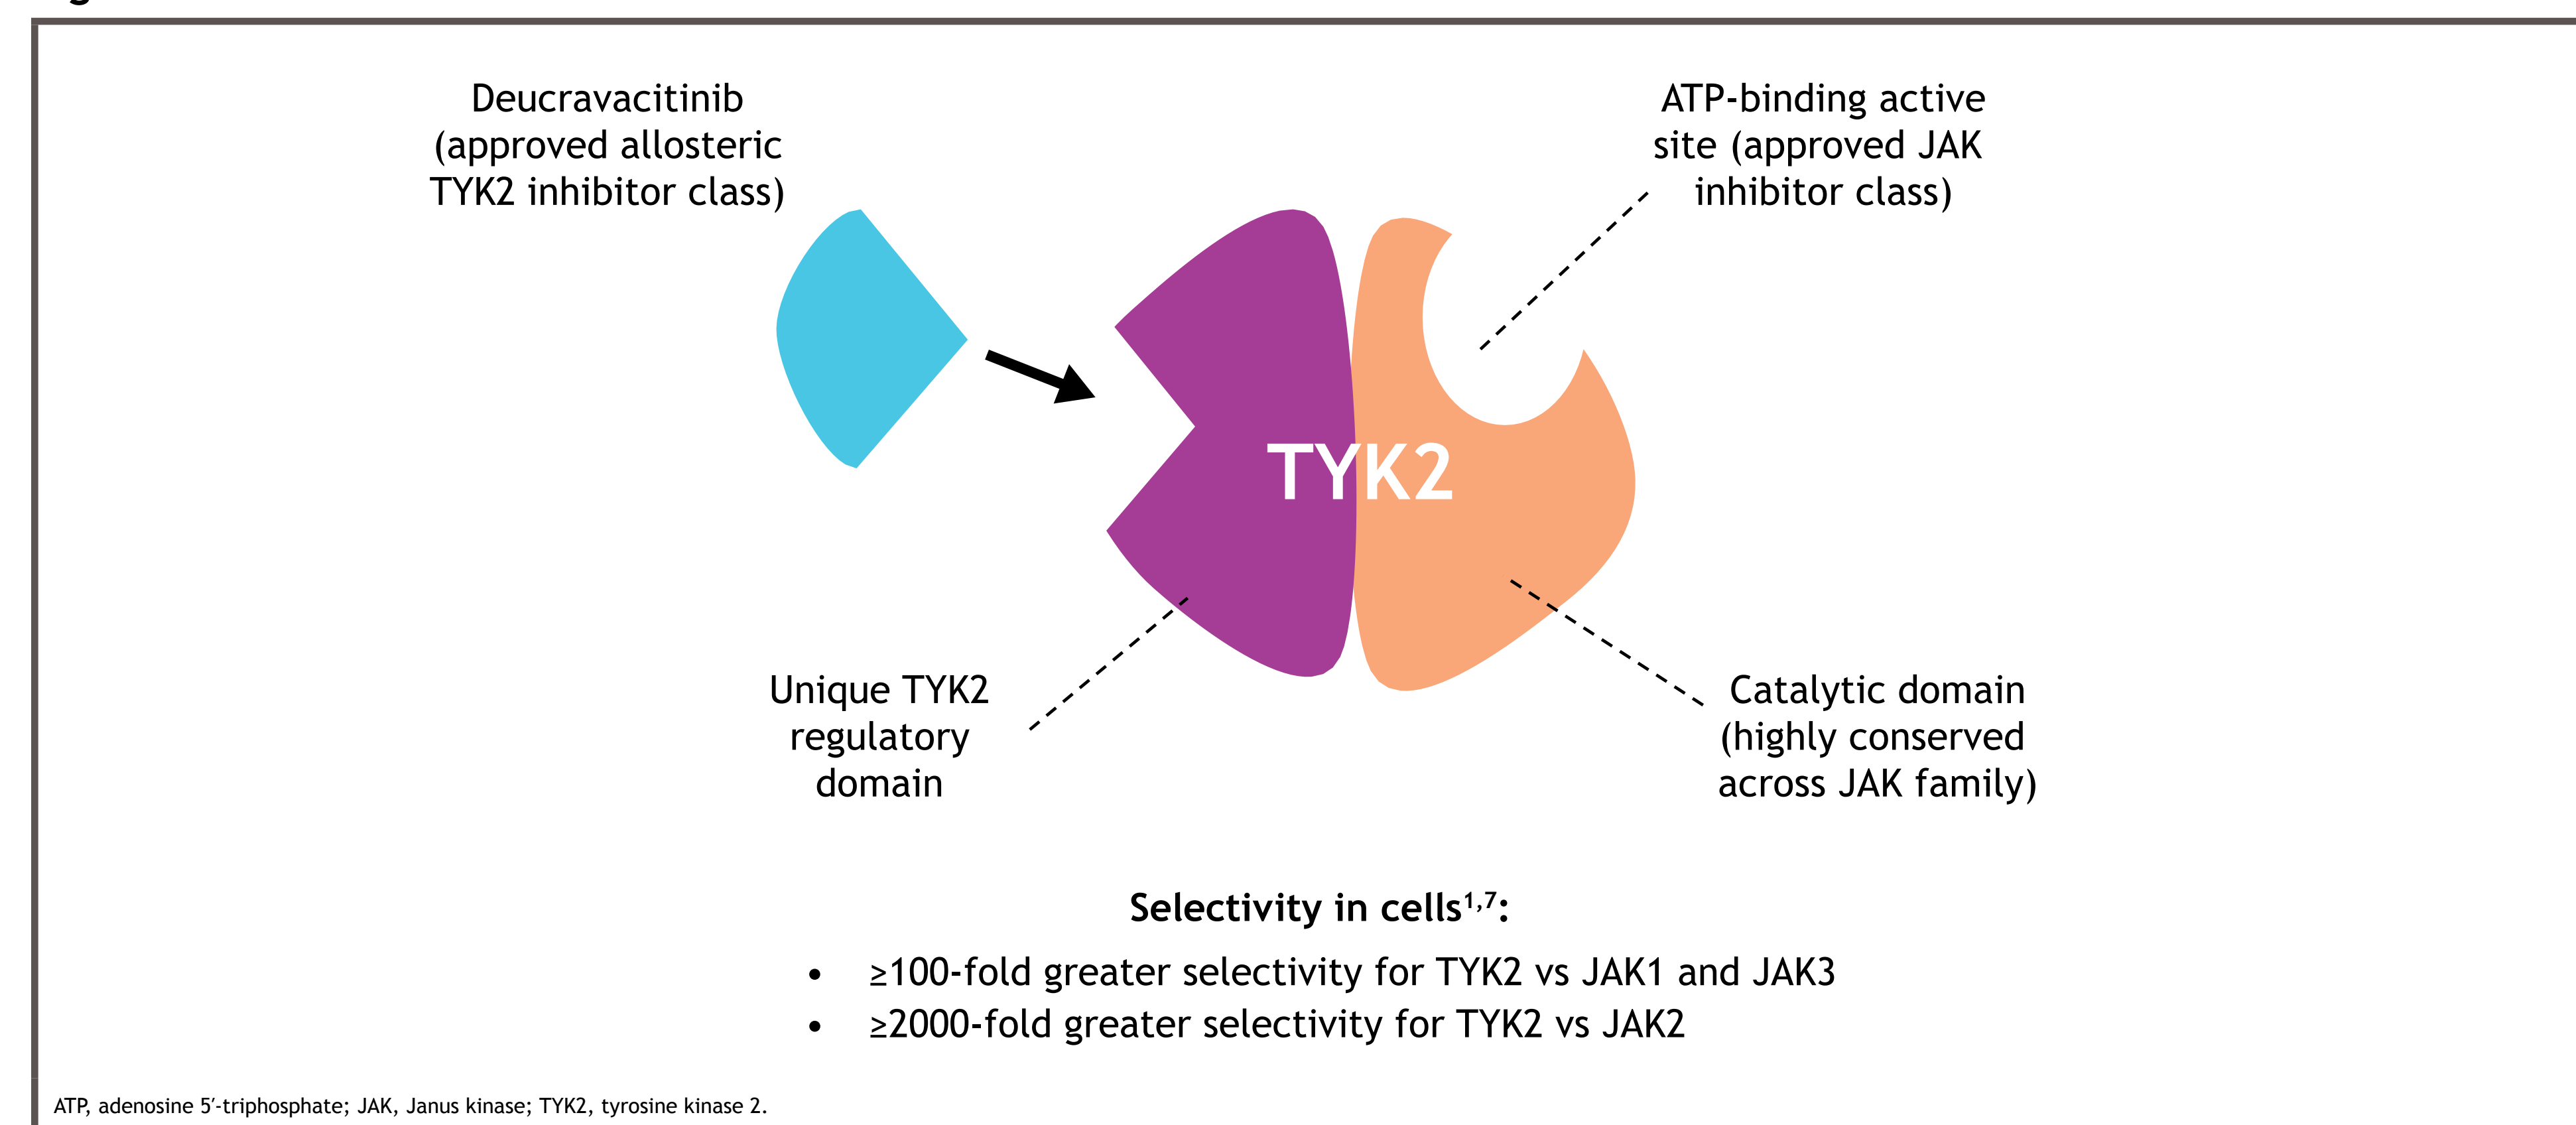 Deucravacitinib
(approved allosteric
TYK2 inhibitor class)
ATP-binding active
site (approved JAK
inhibitor class)
TYK2
Unique TYK2
regulatory
domain
Catalytic domain
(highly conserved
across JAK family)
Selectivity in cells¹,⁷:
• ≥100-fold greater selectivity for TYK2 vs JAK1 and JAK3
• ≥2000-fold greater selectivity for TYK2 vs JAK2
ATP, adenosine 5′-triphosphate; JAK, Janus kinase; TYK2, tyrosine kinase 2.